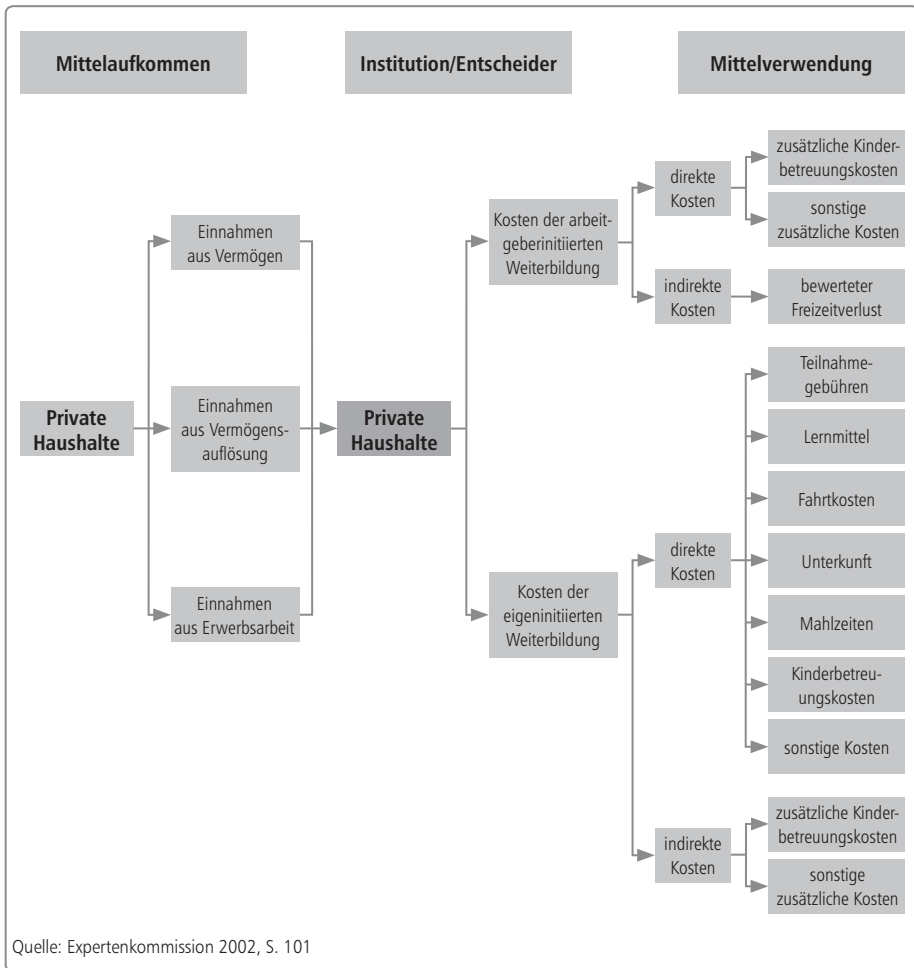 Mittelaufkommen
Institution/Entscheider
Mittelverwendung
Private
Haushalte
Einnahmen
aus Vermögen
Einnahmen
aus Vermögens-
auflösung
Einnahmen
aus Erwerbsarbeit
Private
Haushalte
Kosten der arbeit-
geberinitiierten
Weiterbildung
direkte
Kosten
zusätzliche Kinder-
betreuungskosten
sonstige
zusätzliche Kosten
indirekte
Kosten
bewerteter
Freizeitverlust
Kosten der
eigeninitiierten
Weiterbildung
direkte
Kosten
Teilnahme-
gebühren
Lernmittel
Fahrtkosten
Unterkunft
Mahlzeiten
Kinderbetreu-
ungskosten
sonstige Kosten
indirekte
Kosten
zusätzliche Kinder-
betreuungskosten
sonstige
zusätzliche Kosten
Quelle: Expertenkommission 2002, S. 101